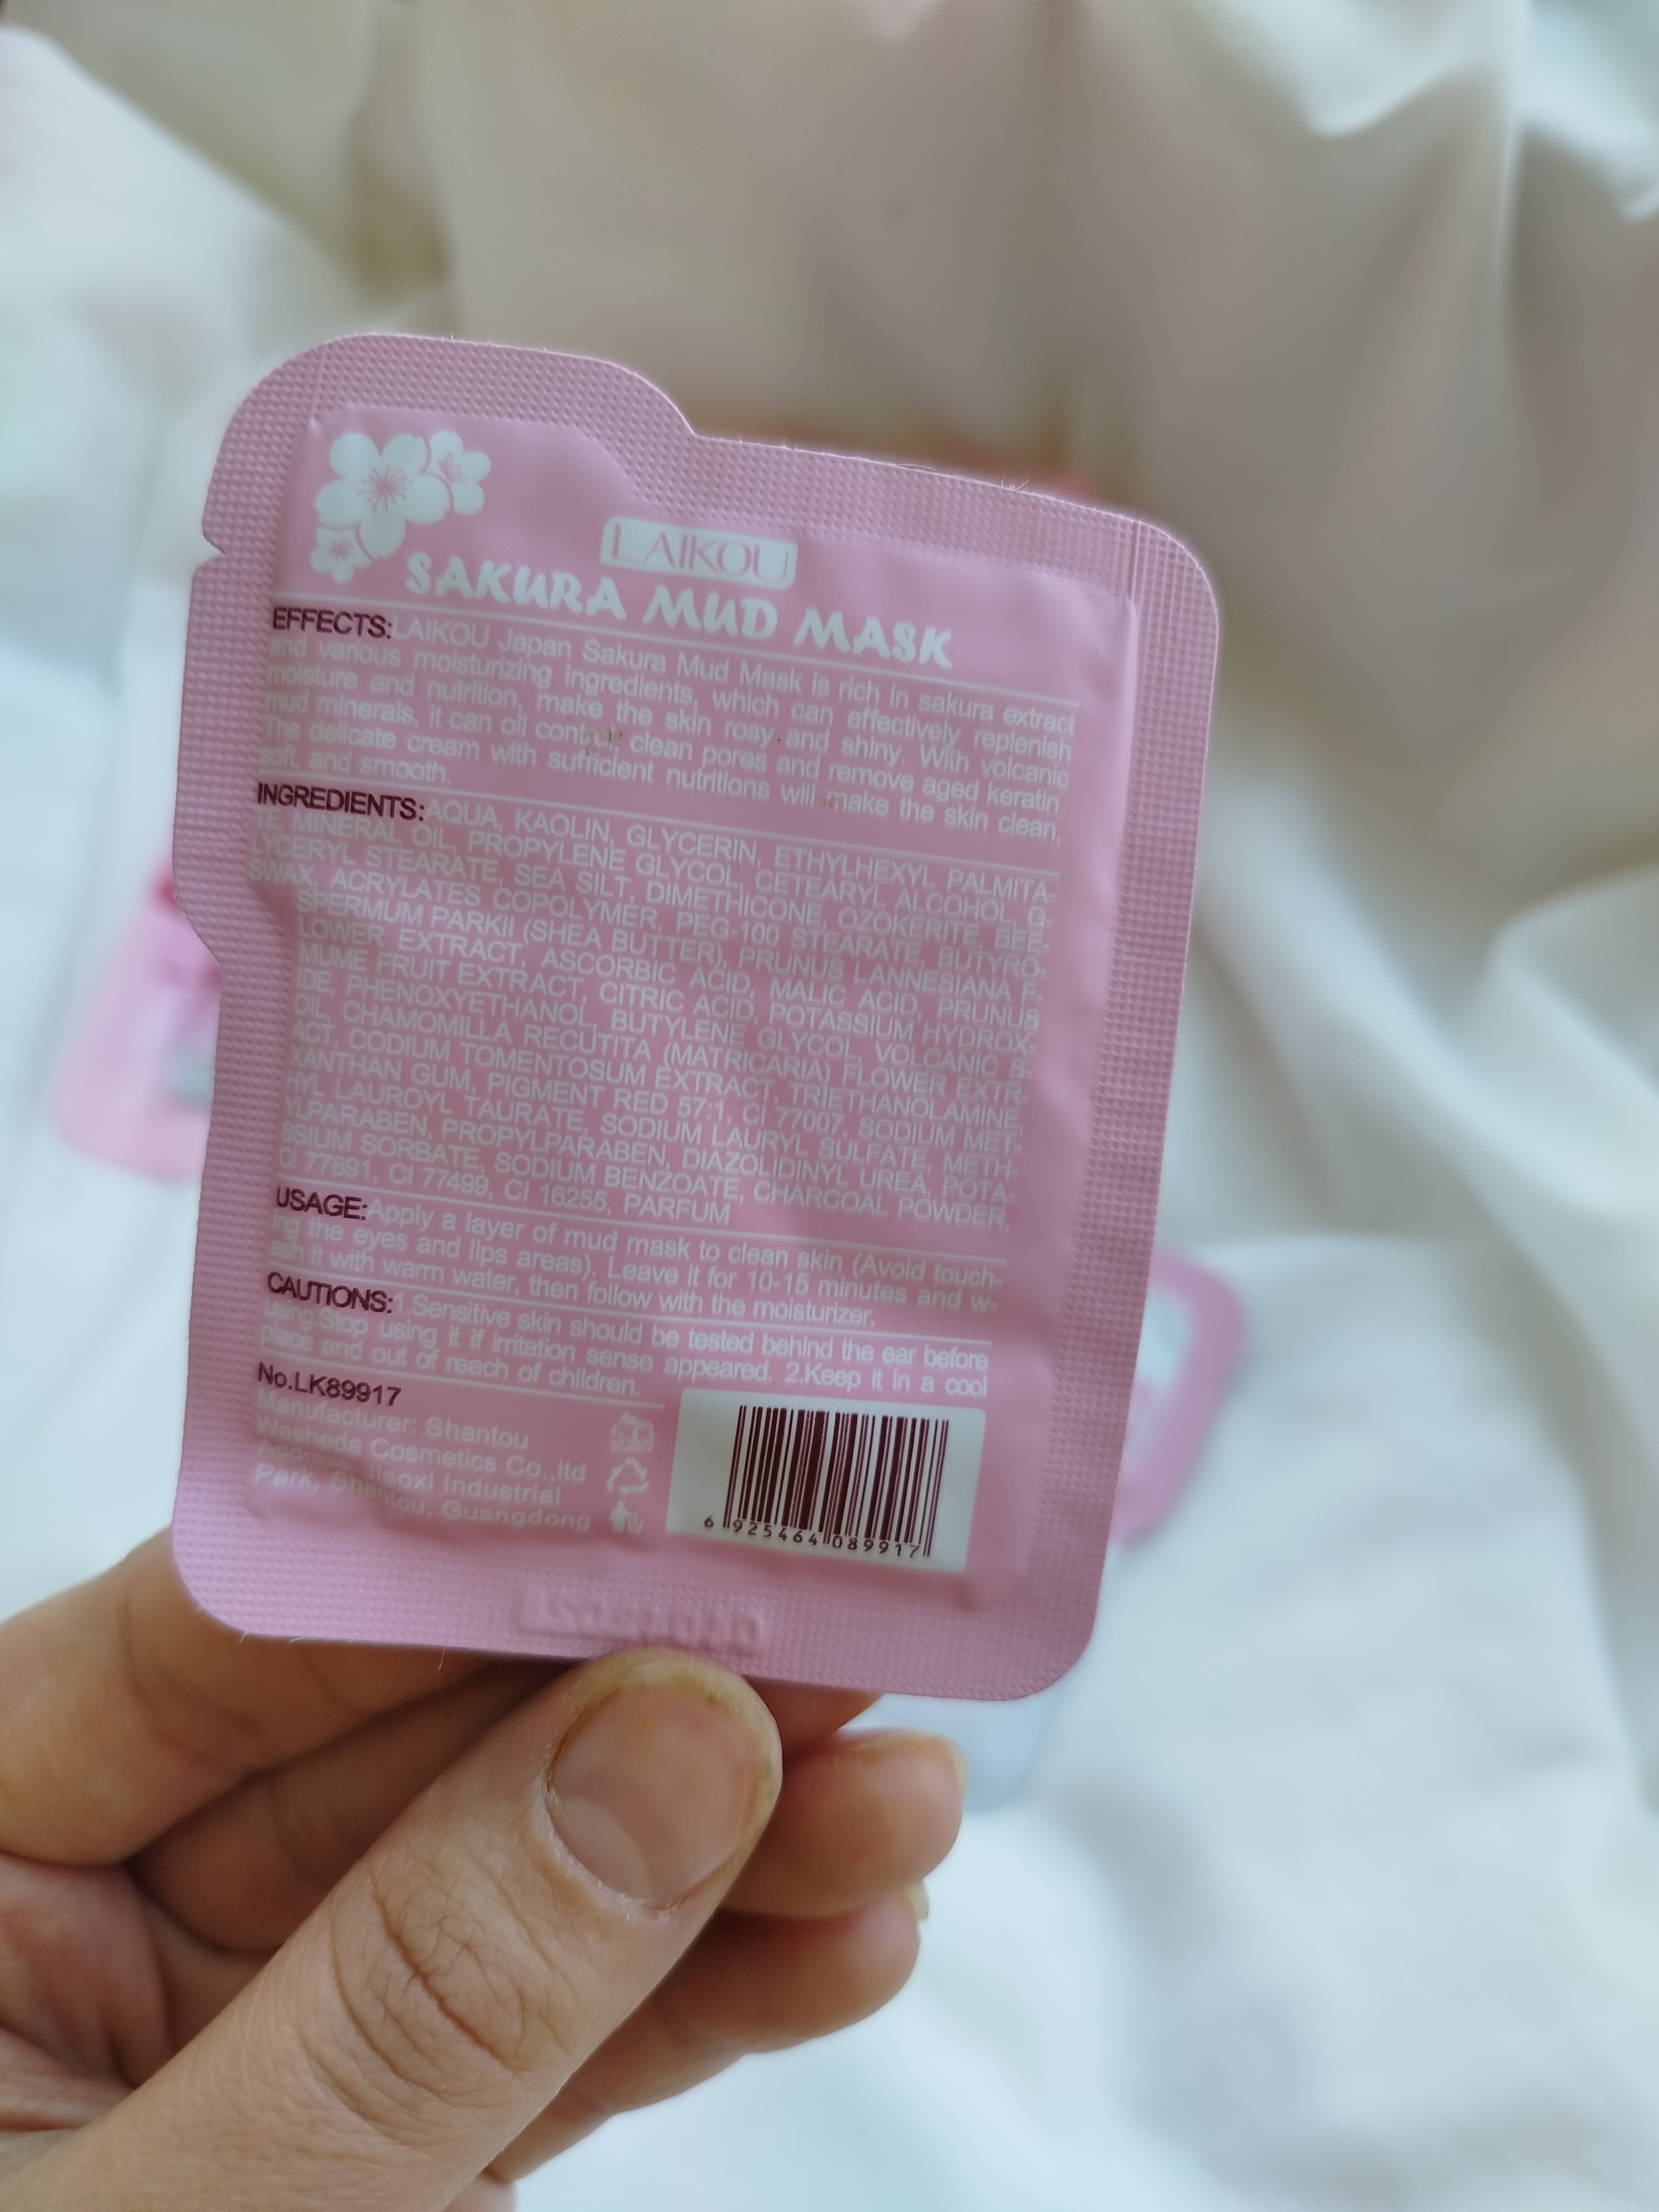 LAIKOU
SAKURA MUD MASK
EFFECTS:LAIKOU Japan Sakura Mud Mask is rich in sakura extract
and various moisturizing ingredients, which can effectively replenish
moisture and nutrition, make the skin rosy and shiny. With volcanic
mud minerals, it can oil control clean pores and remove aged keratin.
The delicate cream with sufficient nutritions will make the skin clean,
soft, and smooth.
INGREDIENTS:AQUA, KAOLIN, GLYCERIN, ETHYLHEXYL PALMITA-
TE, MINERAL OIL, PROPYLENE GLYCOL, CETEARYL ALCOHOL, G-
LYCERYL STEARATE, SEA SILT, DIMETHICONE, OZOKERITE, BEE-
SWAX, ACRYLATES COPOLYMER, PEG-100 STEARATE, BUTYRO-
SPERMUM PARKII (SHEA BUTTER), PRUNUS LANNESIANA F-
LOWER EXTRACT, ASCORBIC ACID, MALIC ACID, PRUNUS
MUME FRUIT EXTRACT, CITRIC ACID, POTASSIUM HYDROX-
IDE, PHENOXYETHANOL, BUTYLENE GLYCOL, VOLCANIC S-
OIL, CHAMOMILLA RECUTITA (MATRICARIA) FLOWER EXTR-
ACT, CODIUM TOMENTOSUM EXTRACT, TRIETHANOLAMINE,
XANTHAN GUM, PIGMENT RED 57:1, CI 77007, SODIUM MET-
HYL LAUROYL TAURATE, SODIUM LAURYL SULFATE, METH-
YLPARABEN, PROPYLPARABEN, DIAZOLIDINYL UREA, POTA-
SSIUM SORBATE, SODIUM BENZOATE, CHARCOAL POWDER,
CI 77891, CI 77499, CI 16255, PARFUM
USAGE:Apply a layer of mud mask to clean skin (Avoid touch-
ing the eyes and lips areas). Leave it for 10-15 minutes and w-
ash it with warm water, then follow with the moisturizer.
CAUTIONS:1.Sensitive skin should be tested behind the ear before
using.Stop using it if irritation sense appeared. 2.Keep it in a cool
place and out of reach of children.
No.LK89917
Manufacturer: Shantou
Wesheda Cosmetics Co.,ltd
Address: Jiaoxi Industrial
Park, Shantou, Guangdong
6 925464 089917